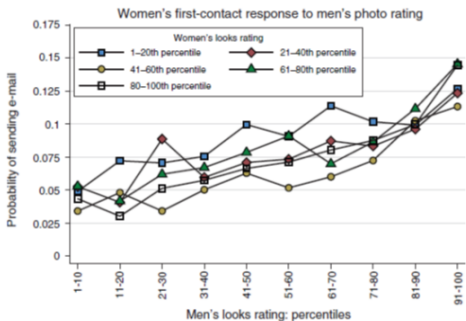 Women's first-contact response to men's photo rating
0.175
0.15
0.125
0.1
0.075
0.05
0.025
0
Probability of sending e-mail
Women's looks rating
1–20th percentile
21–40th percentile
41–60th percentile
61–80th percentile
80–100th percentile
1-10
11-20
21-30
31-40
41-50
51-60
61-70
71-80
81-90
91-100
Men's looks rating: percentiles